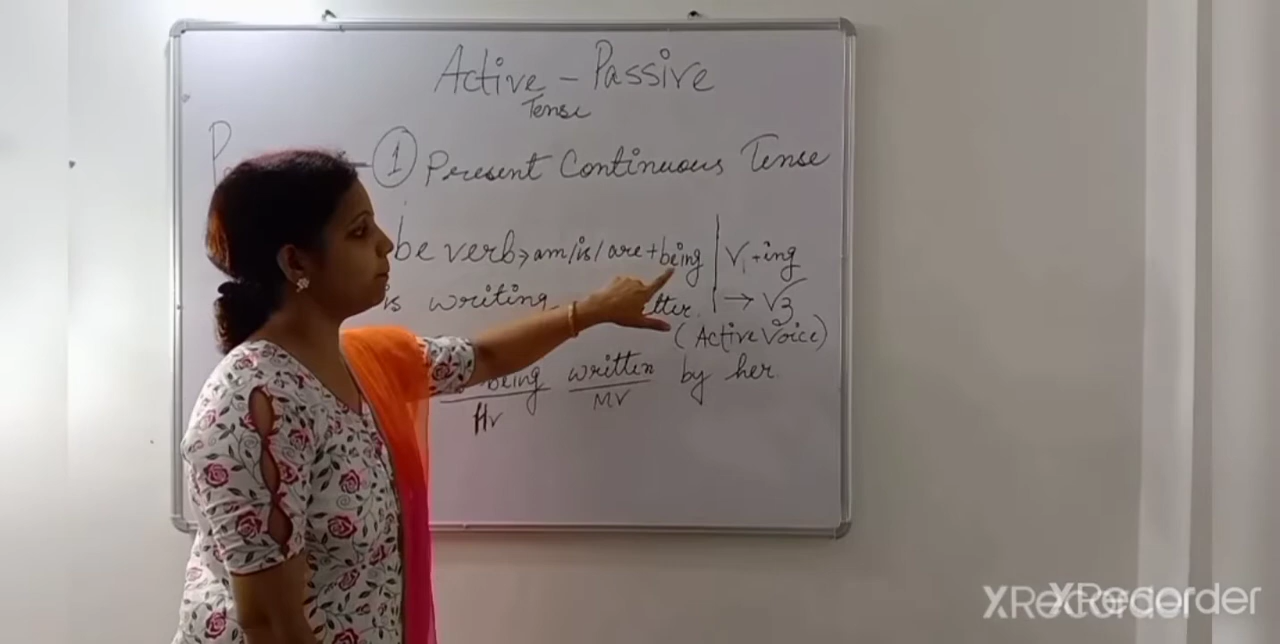 Active - Passive
Tense
① Present Continuous Tense
be verb → am/is/are + being | V1 + ing
is writing → V3
(Active Voice)
being written by her
HV MV
XRecorder XRecorder